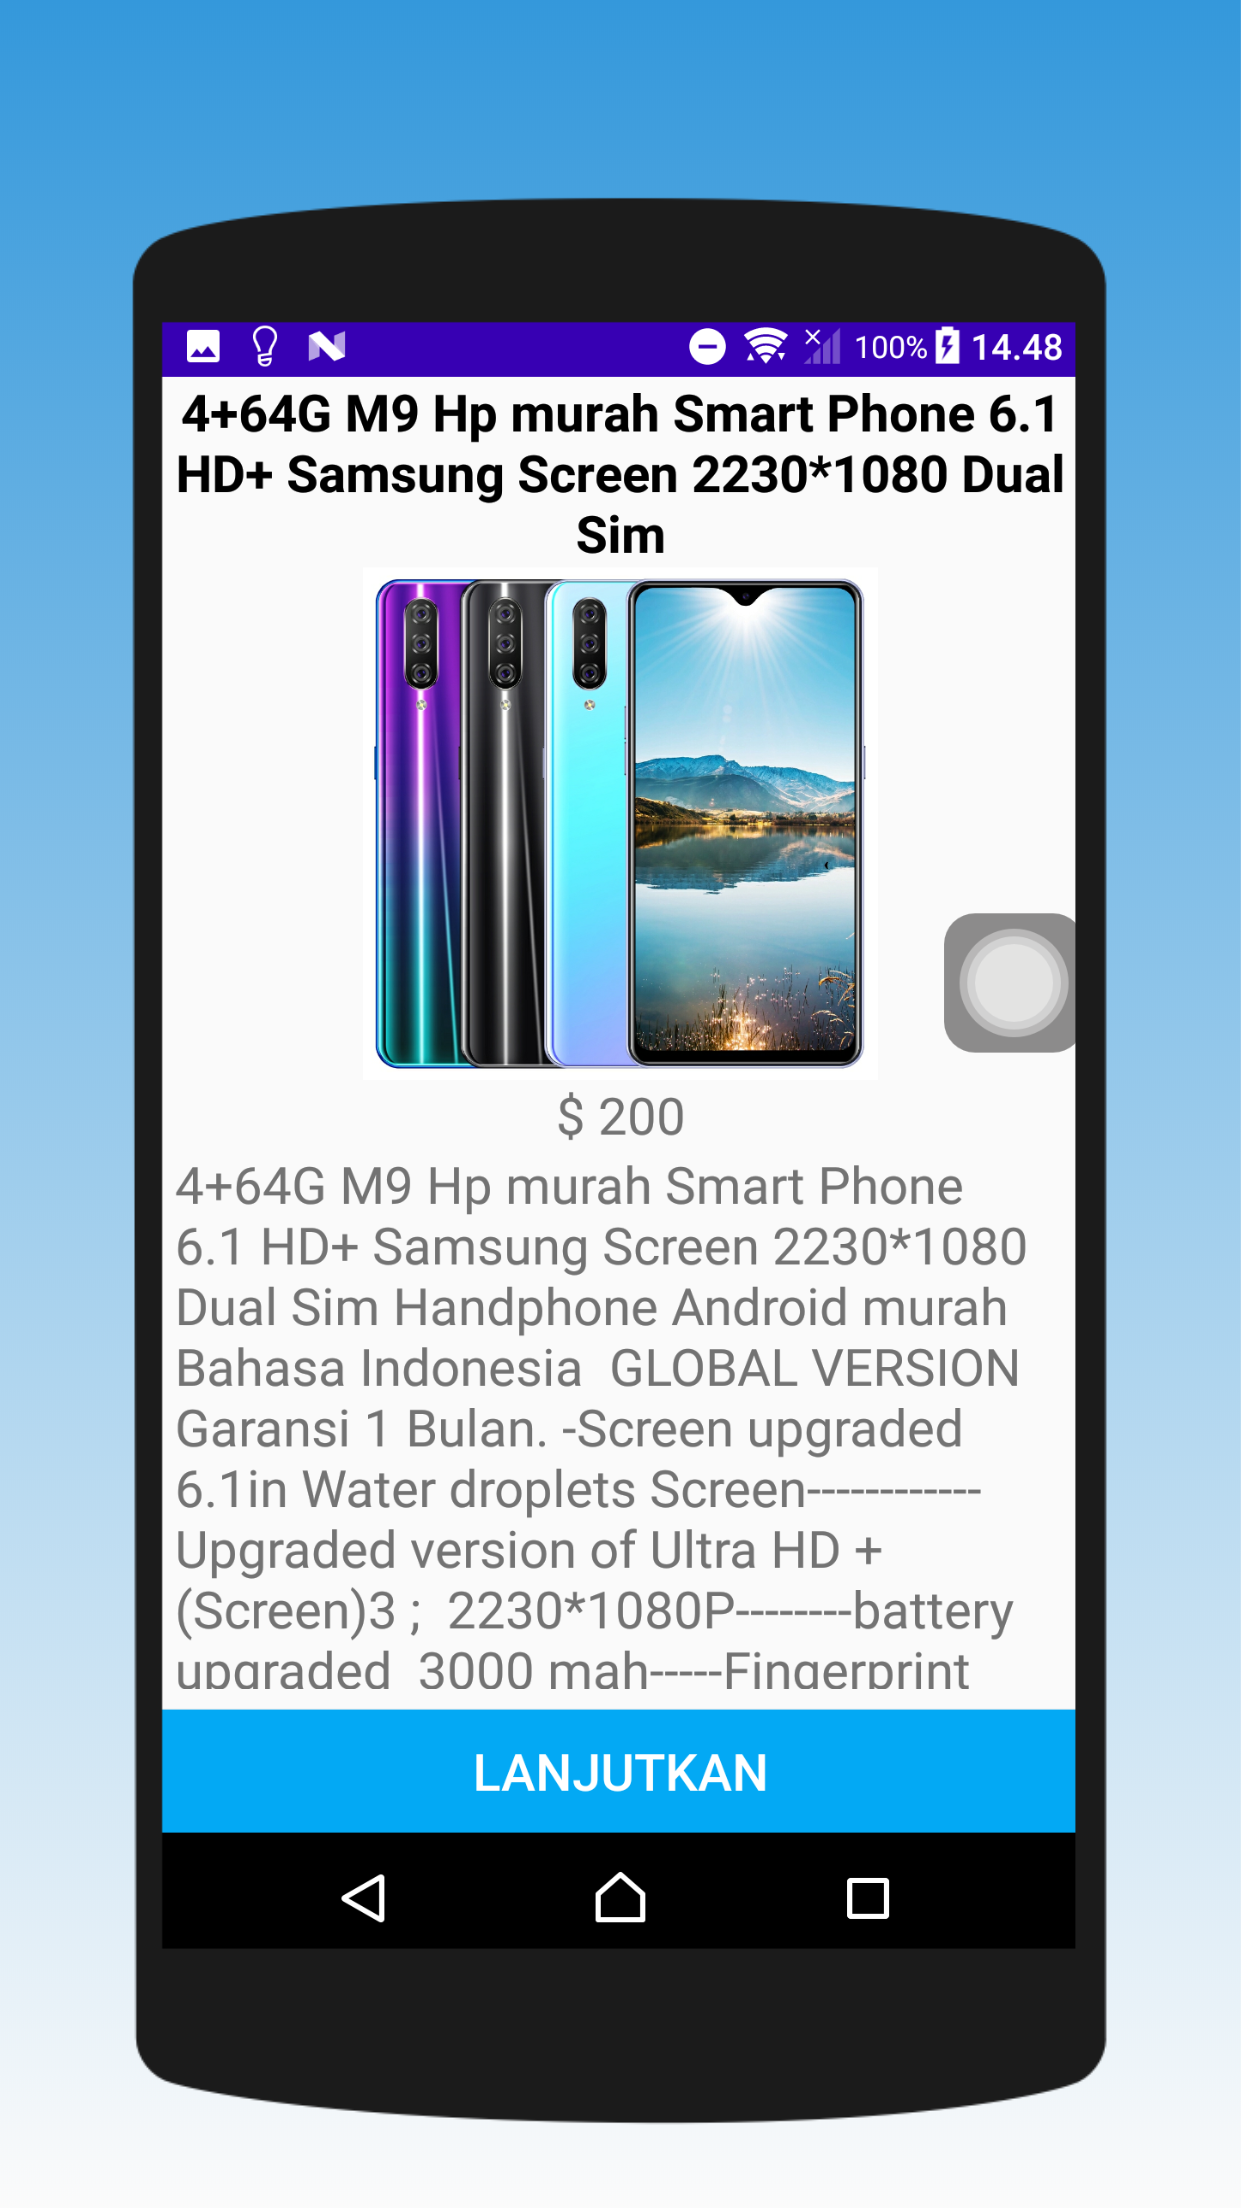 100% 14.48
4+64G M9 Hp murah Smart Phone 6.1
HD+ Samsung Screen 2230*1080 Dual
Sim
$ 200
4+64G M9 Hp murah Smart Phone
6.1 HD+ Samsung Screen 2230*1080
Dual Sim Handphone Android murah
Bahasa Indonesia  GLOBAL VERSION
Garansi 1 Bulan. -Screen upgraded
6.1in Water droplets Screen------------
Upgraded version of Ultra HD +
(Screen)3 ;  2230*1080P--------battery
upgraded  3000 mah-----Fingerprint
LANJUTKAN